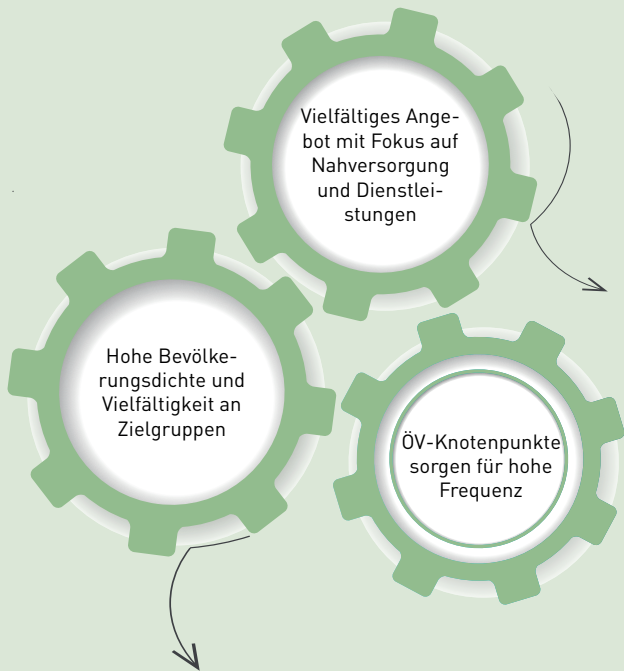 Vielfältiges Ange-
bot mit Fokus auf
Nahversorgung
und Dienstlei-
stungen
Hohe Bevölke-
rungsdichte und
Vielfältigkeit an
Zielgruppen
ÖV-Knotenpunkte
sorgen für hohe
Frequenz